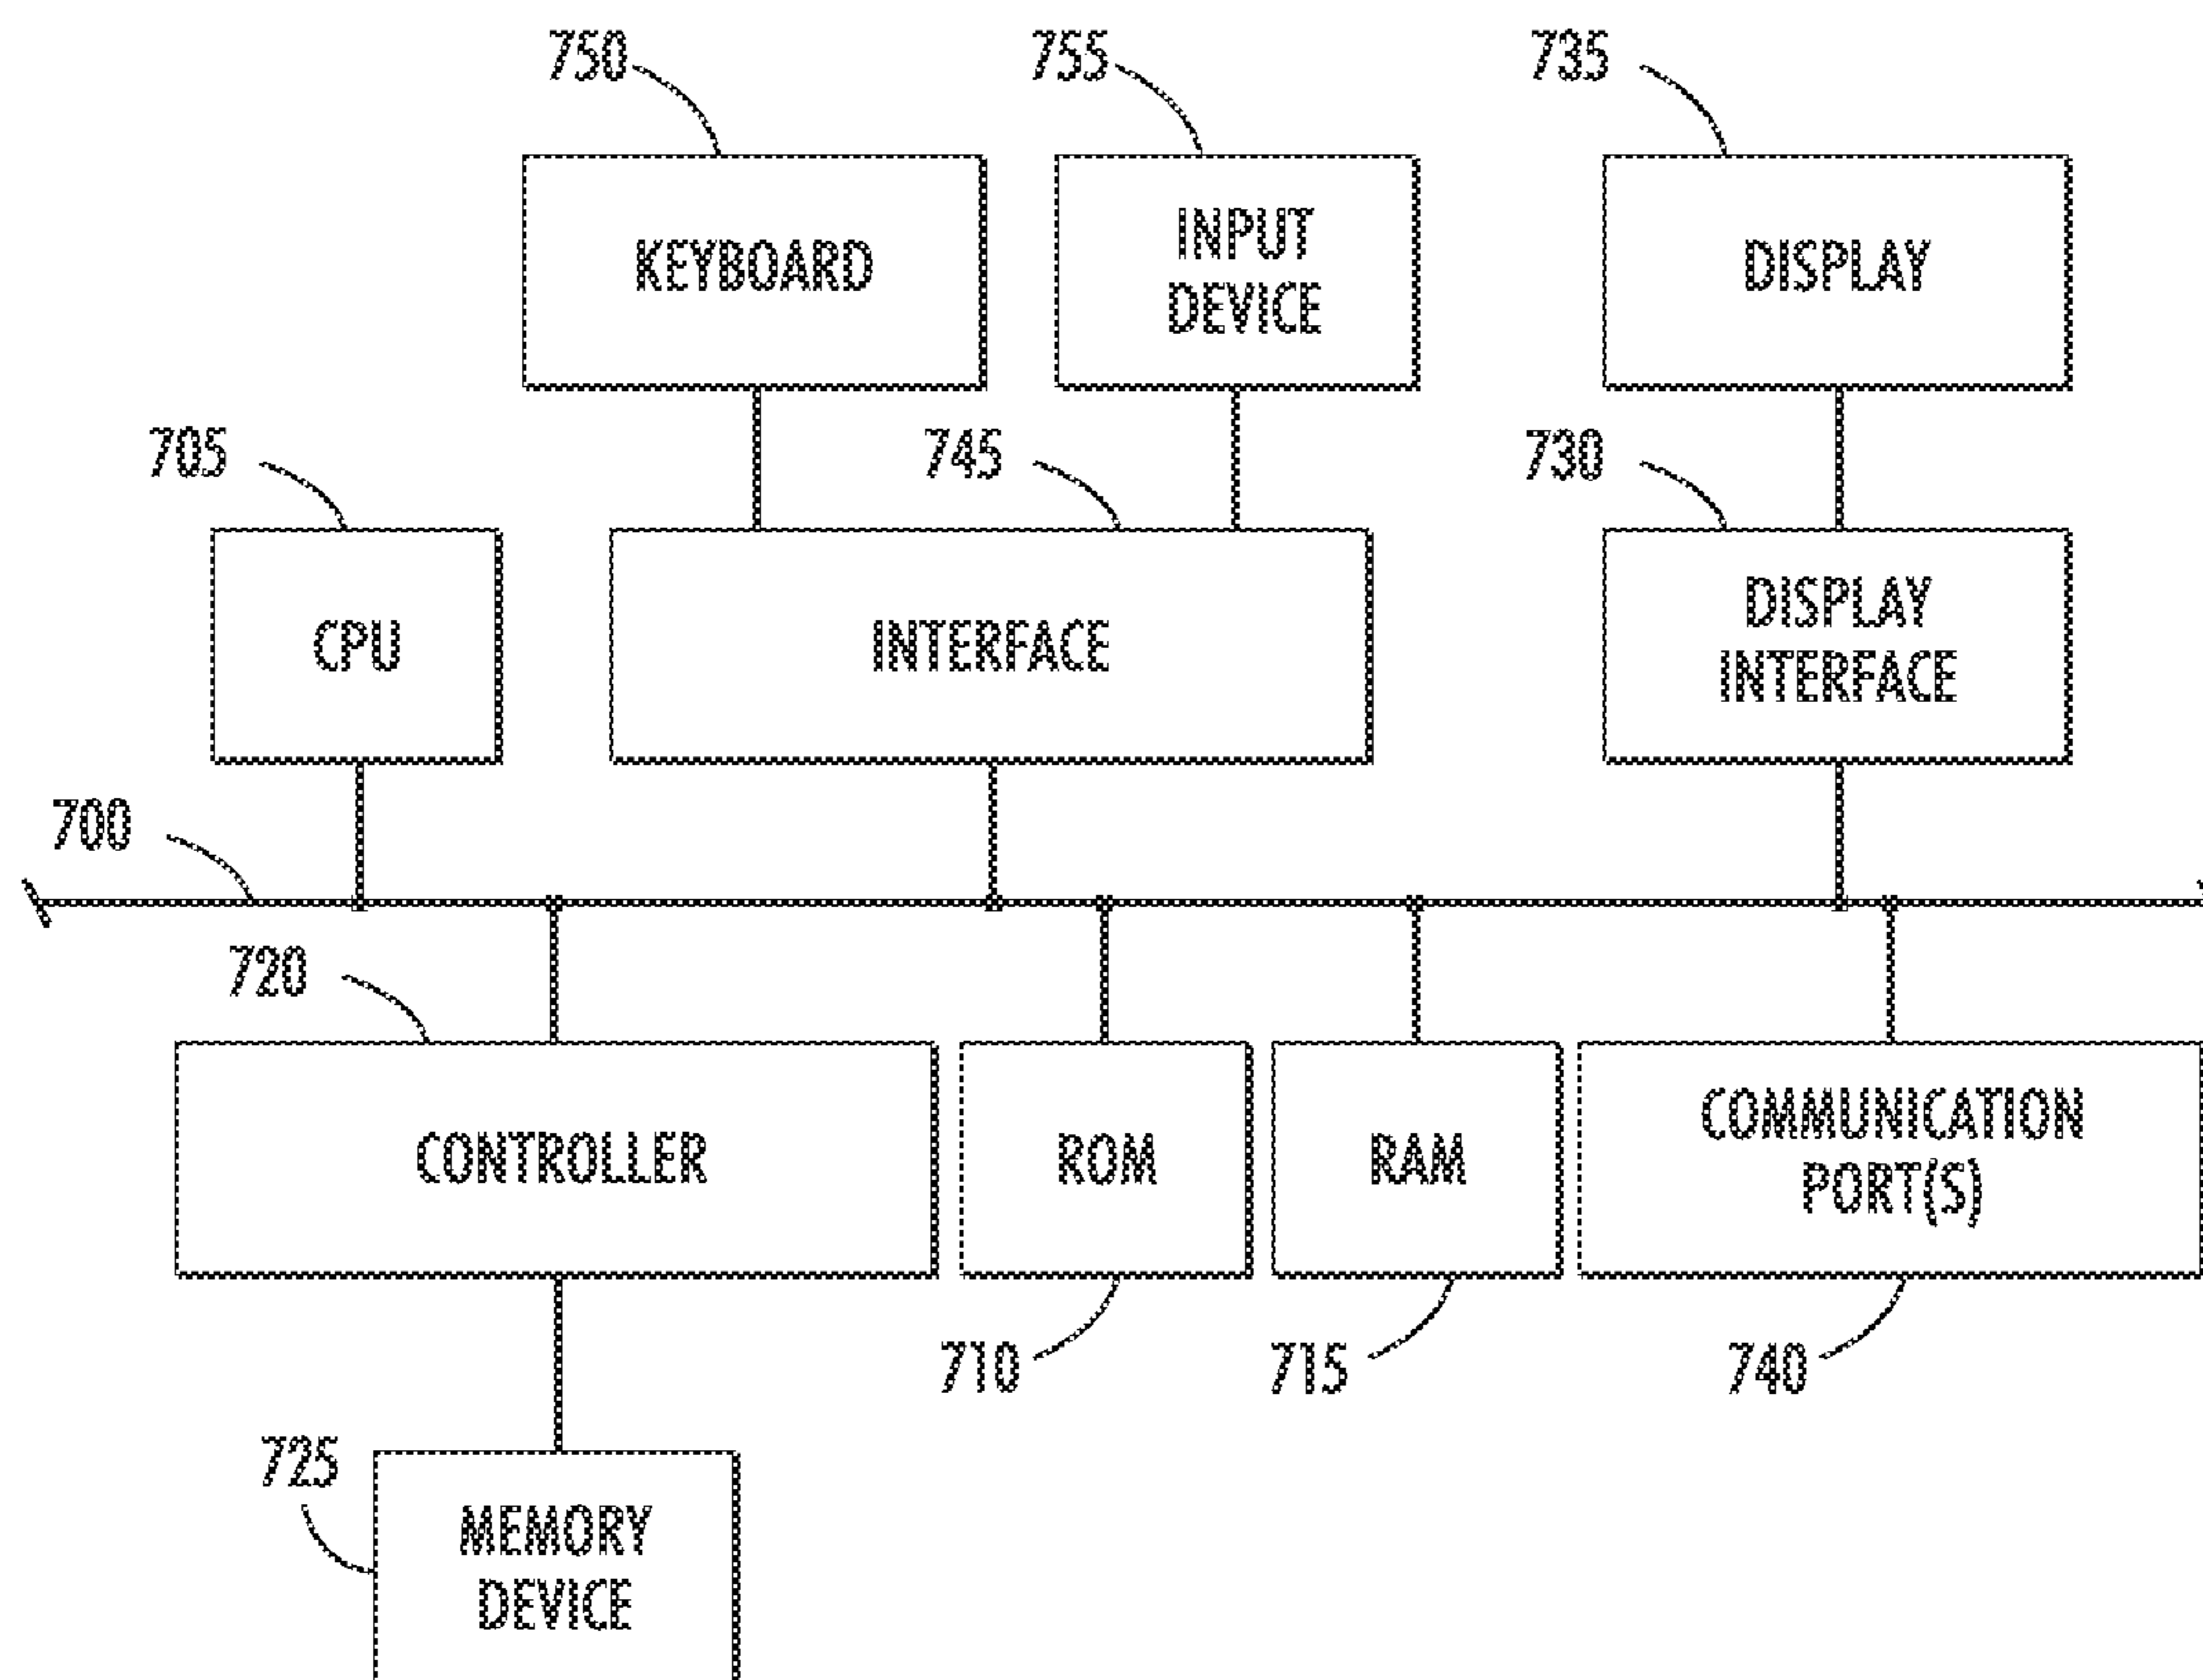 750
755
735
KEYBOARD
INPUT
DEVICE
DISPLAY
705
745
730
CPU
INTERFACE
DISPLAY
INTERFACE
700
720
CONTROLLER
ROM
RAM
COMMUNICATION
PORT(S)
710
715
740
725
MEMORY
DEVICE